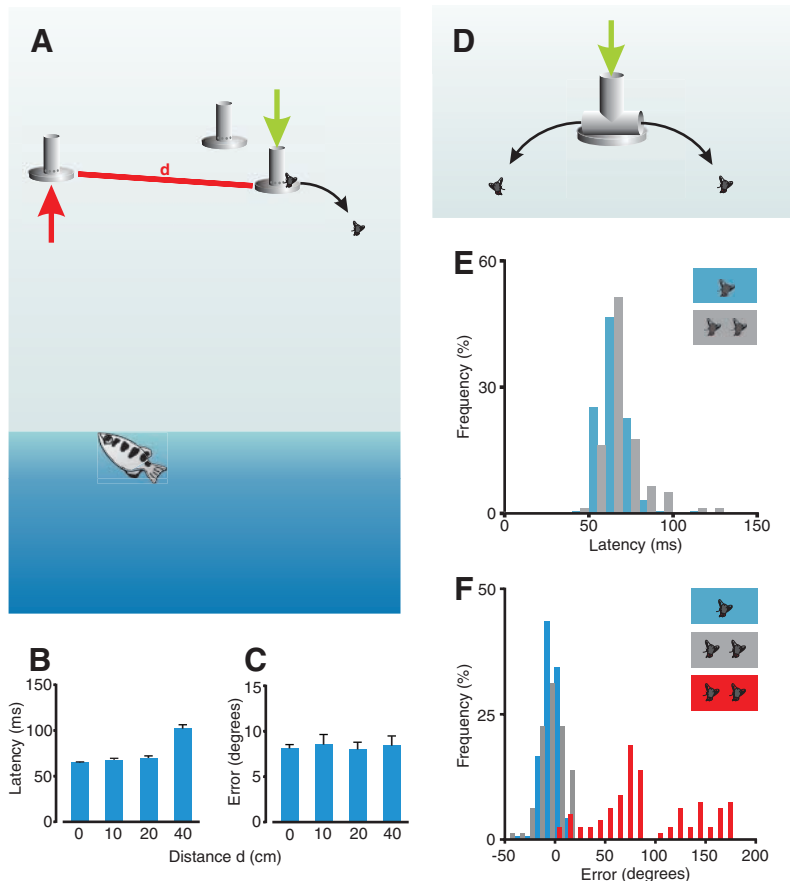 A
d
B
150
100
50
0
Latency (ms)
0 10 20 40
C
15
10
5
0
Error (degrees)
0 10 20 40
Distance d (cm)
D
E
60
30
0
Frequency (%)
0 50 100 150
Latency (ms)
F
50
25
0
Frequency (%)
-50 0 50 100 150 200
Error (degrees)